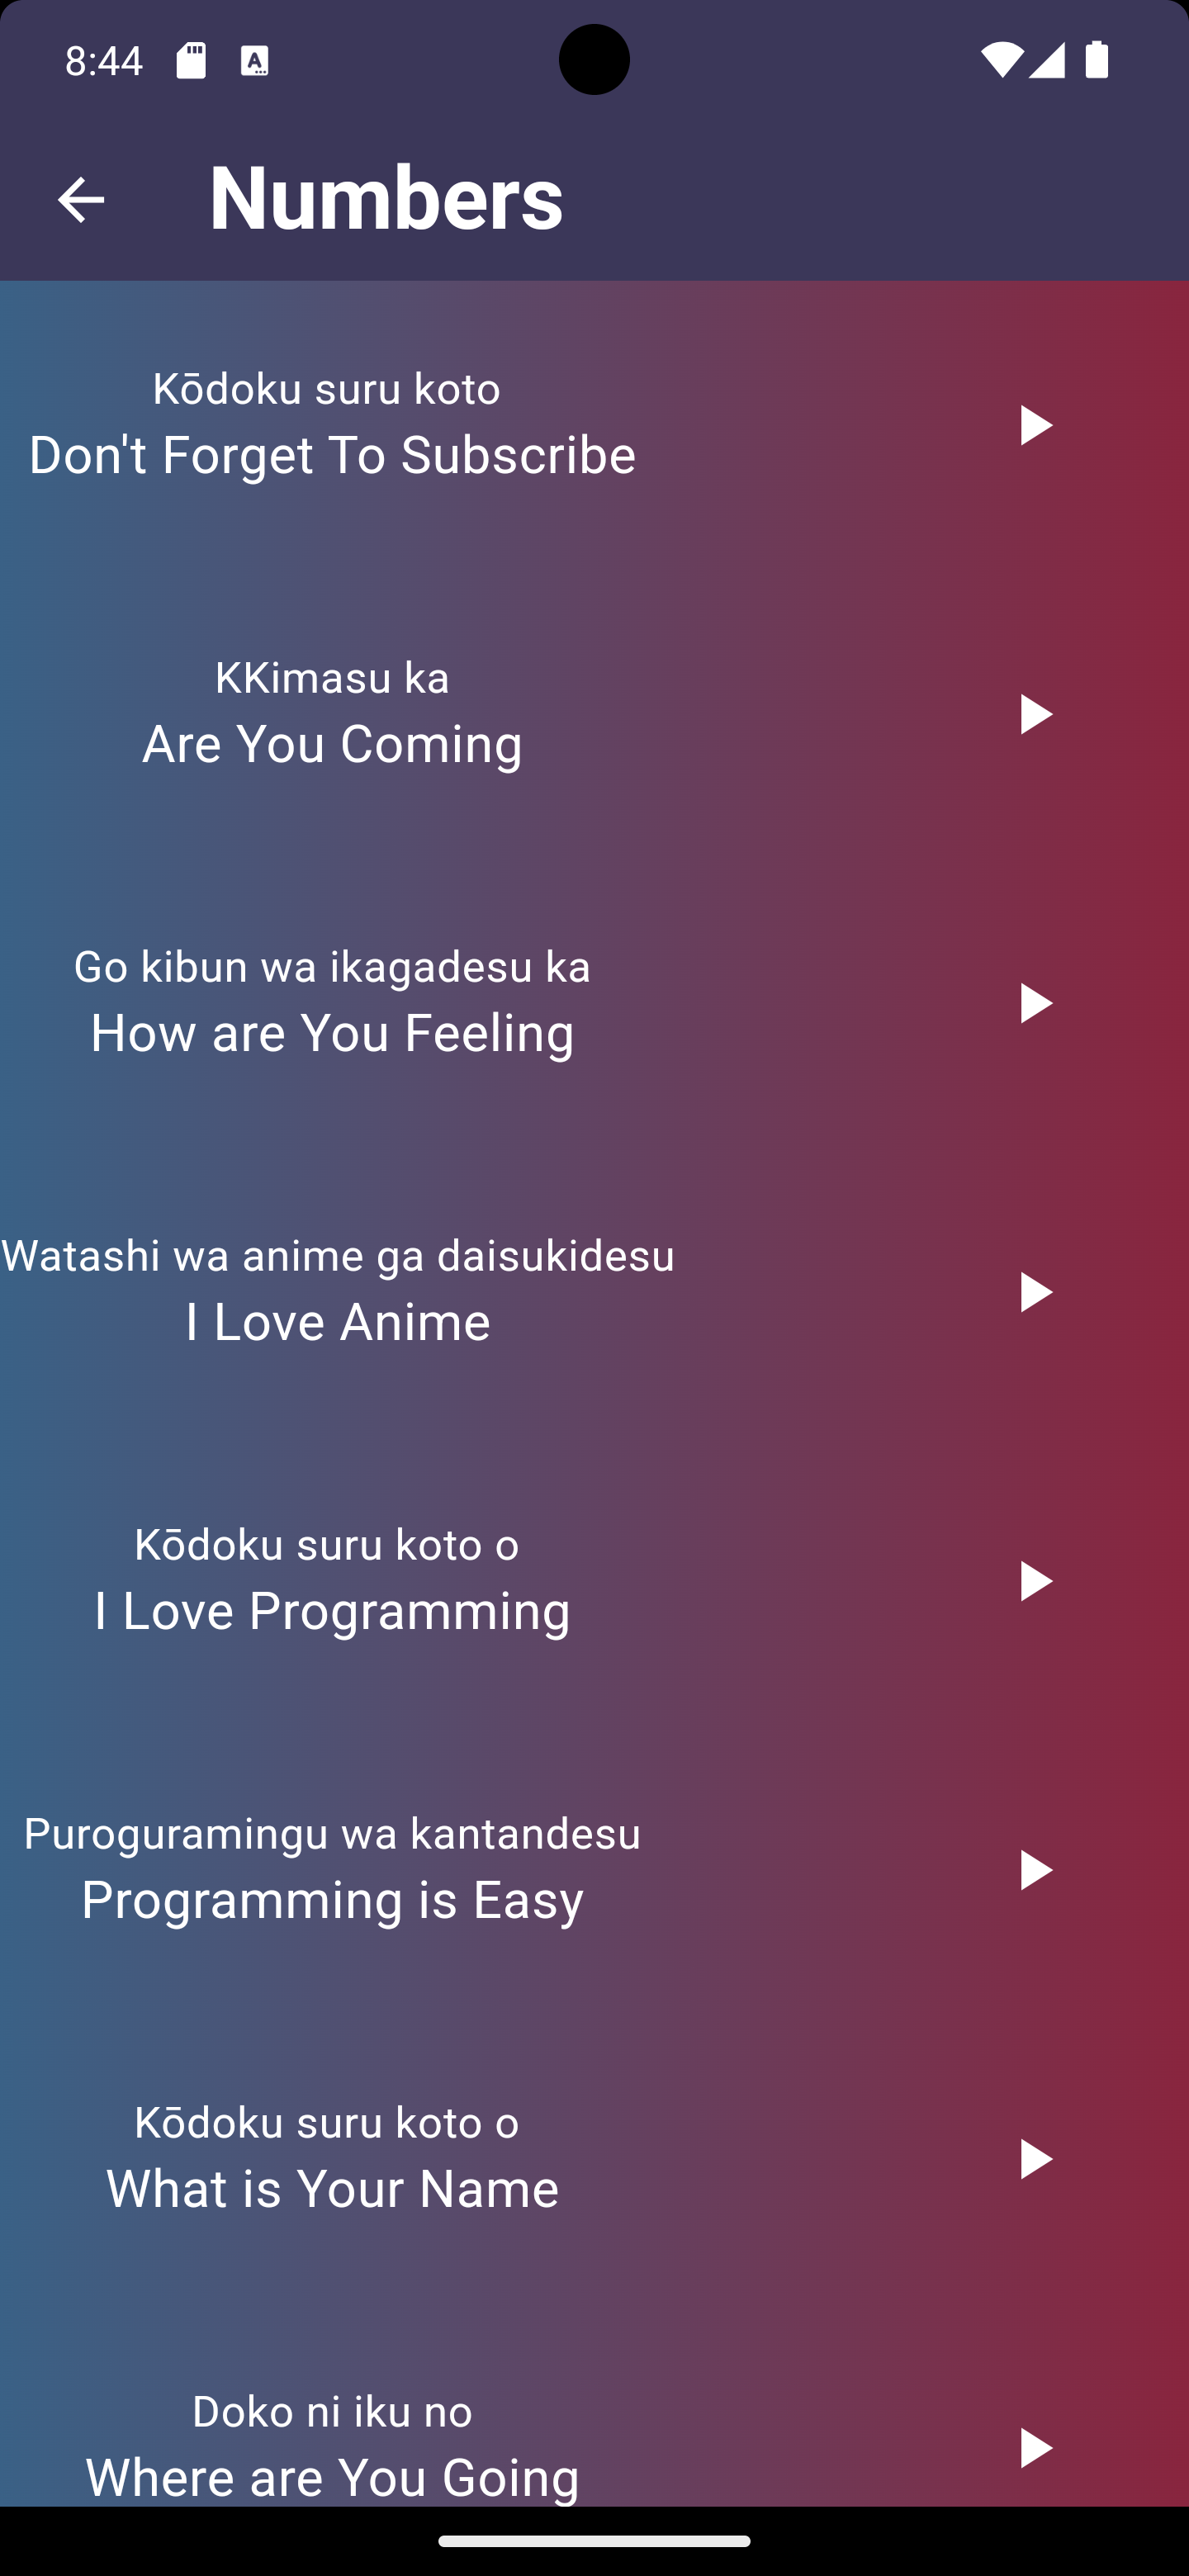 8:44
Numbers
Kōdoku suru koto
Don't Forget To Subscribe
KKimasu ka
Are You Coming
Go kibun wa ikagadesu ka
How are You Feeling
Watashi wa anime ga daisukidesu
I Love Anime
Kōdoku suru koto o
I Love Programming
Puroguramingu wa kantandesu
Programming is Easy
Kōdoku suru koto o
What is Your Name
Doko ni iku no
Where are You Going